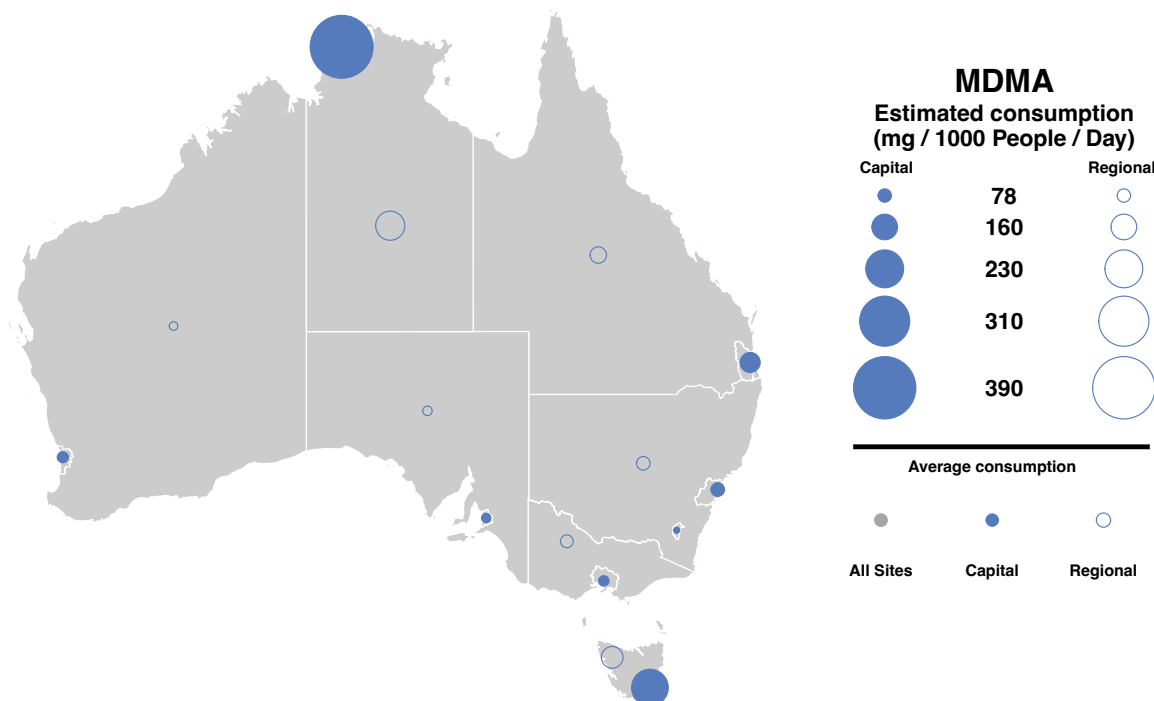 MDMA
Estimated consumption
(mg / 1000 People / Day)
Capital Regional
78
160
230
310
390
Average consumption
All Sites Capital Regional